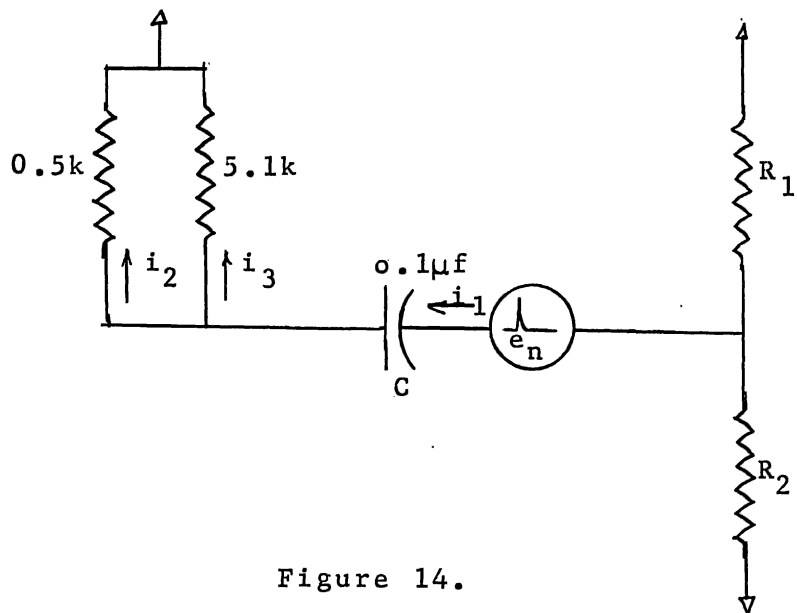 0.5k
5.1k
R1
i2
i3
0.1μf
i1
en
C
R2
Figure 14.